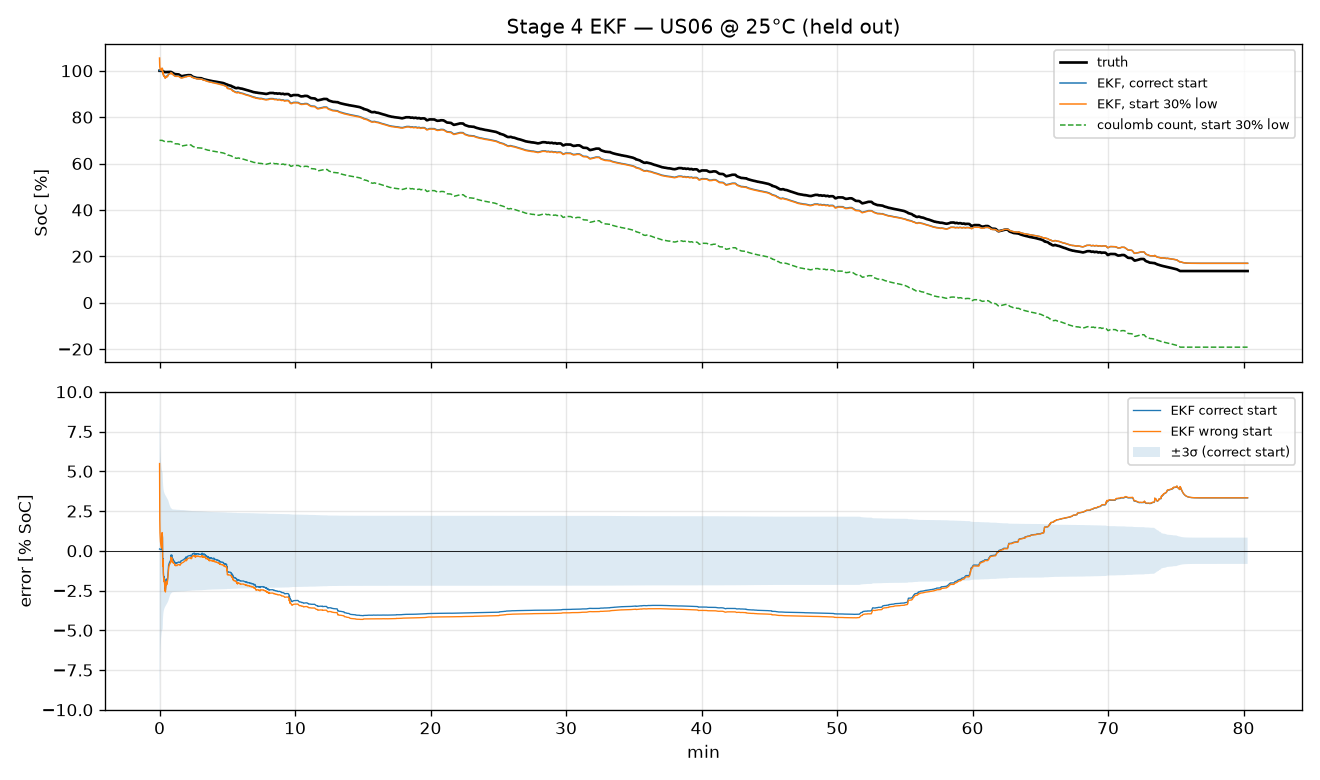 Stage 4 EKF — US06 @ 25°C (held out)
SoC [%]
100
80
60
40
20
0
−20
truth
EKF, correct start
EKF, start 30% low
coulomb count, start 30% low
error [% SoC]
10.0
7.5
5.0
2.5
0.0
−2.5
−5.0
−7.5
−10.0
EKF correct start
EKF wrong start
±3σ (correct start)
0 10 20 30 40 50 60 70 80
min